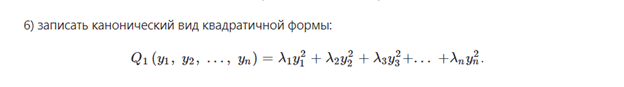 6) записать канонический вид квадратичной формы:
Q₁ (y₁, y₂, ..., yₙ) = λ₁y₁² + λ₂y₂² + λ₃y₃²+... +λₙyₙ².